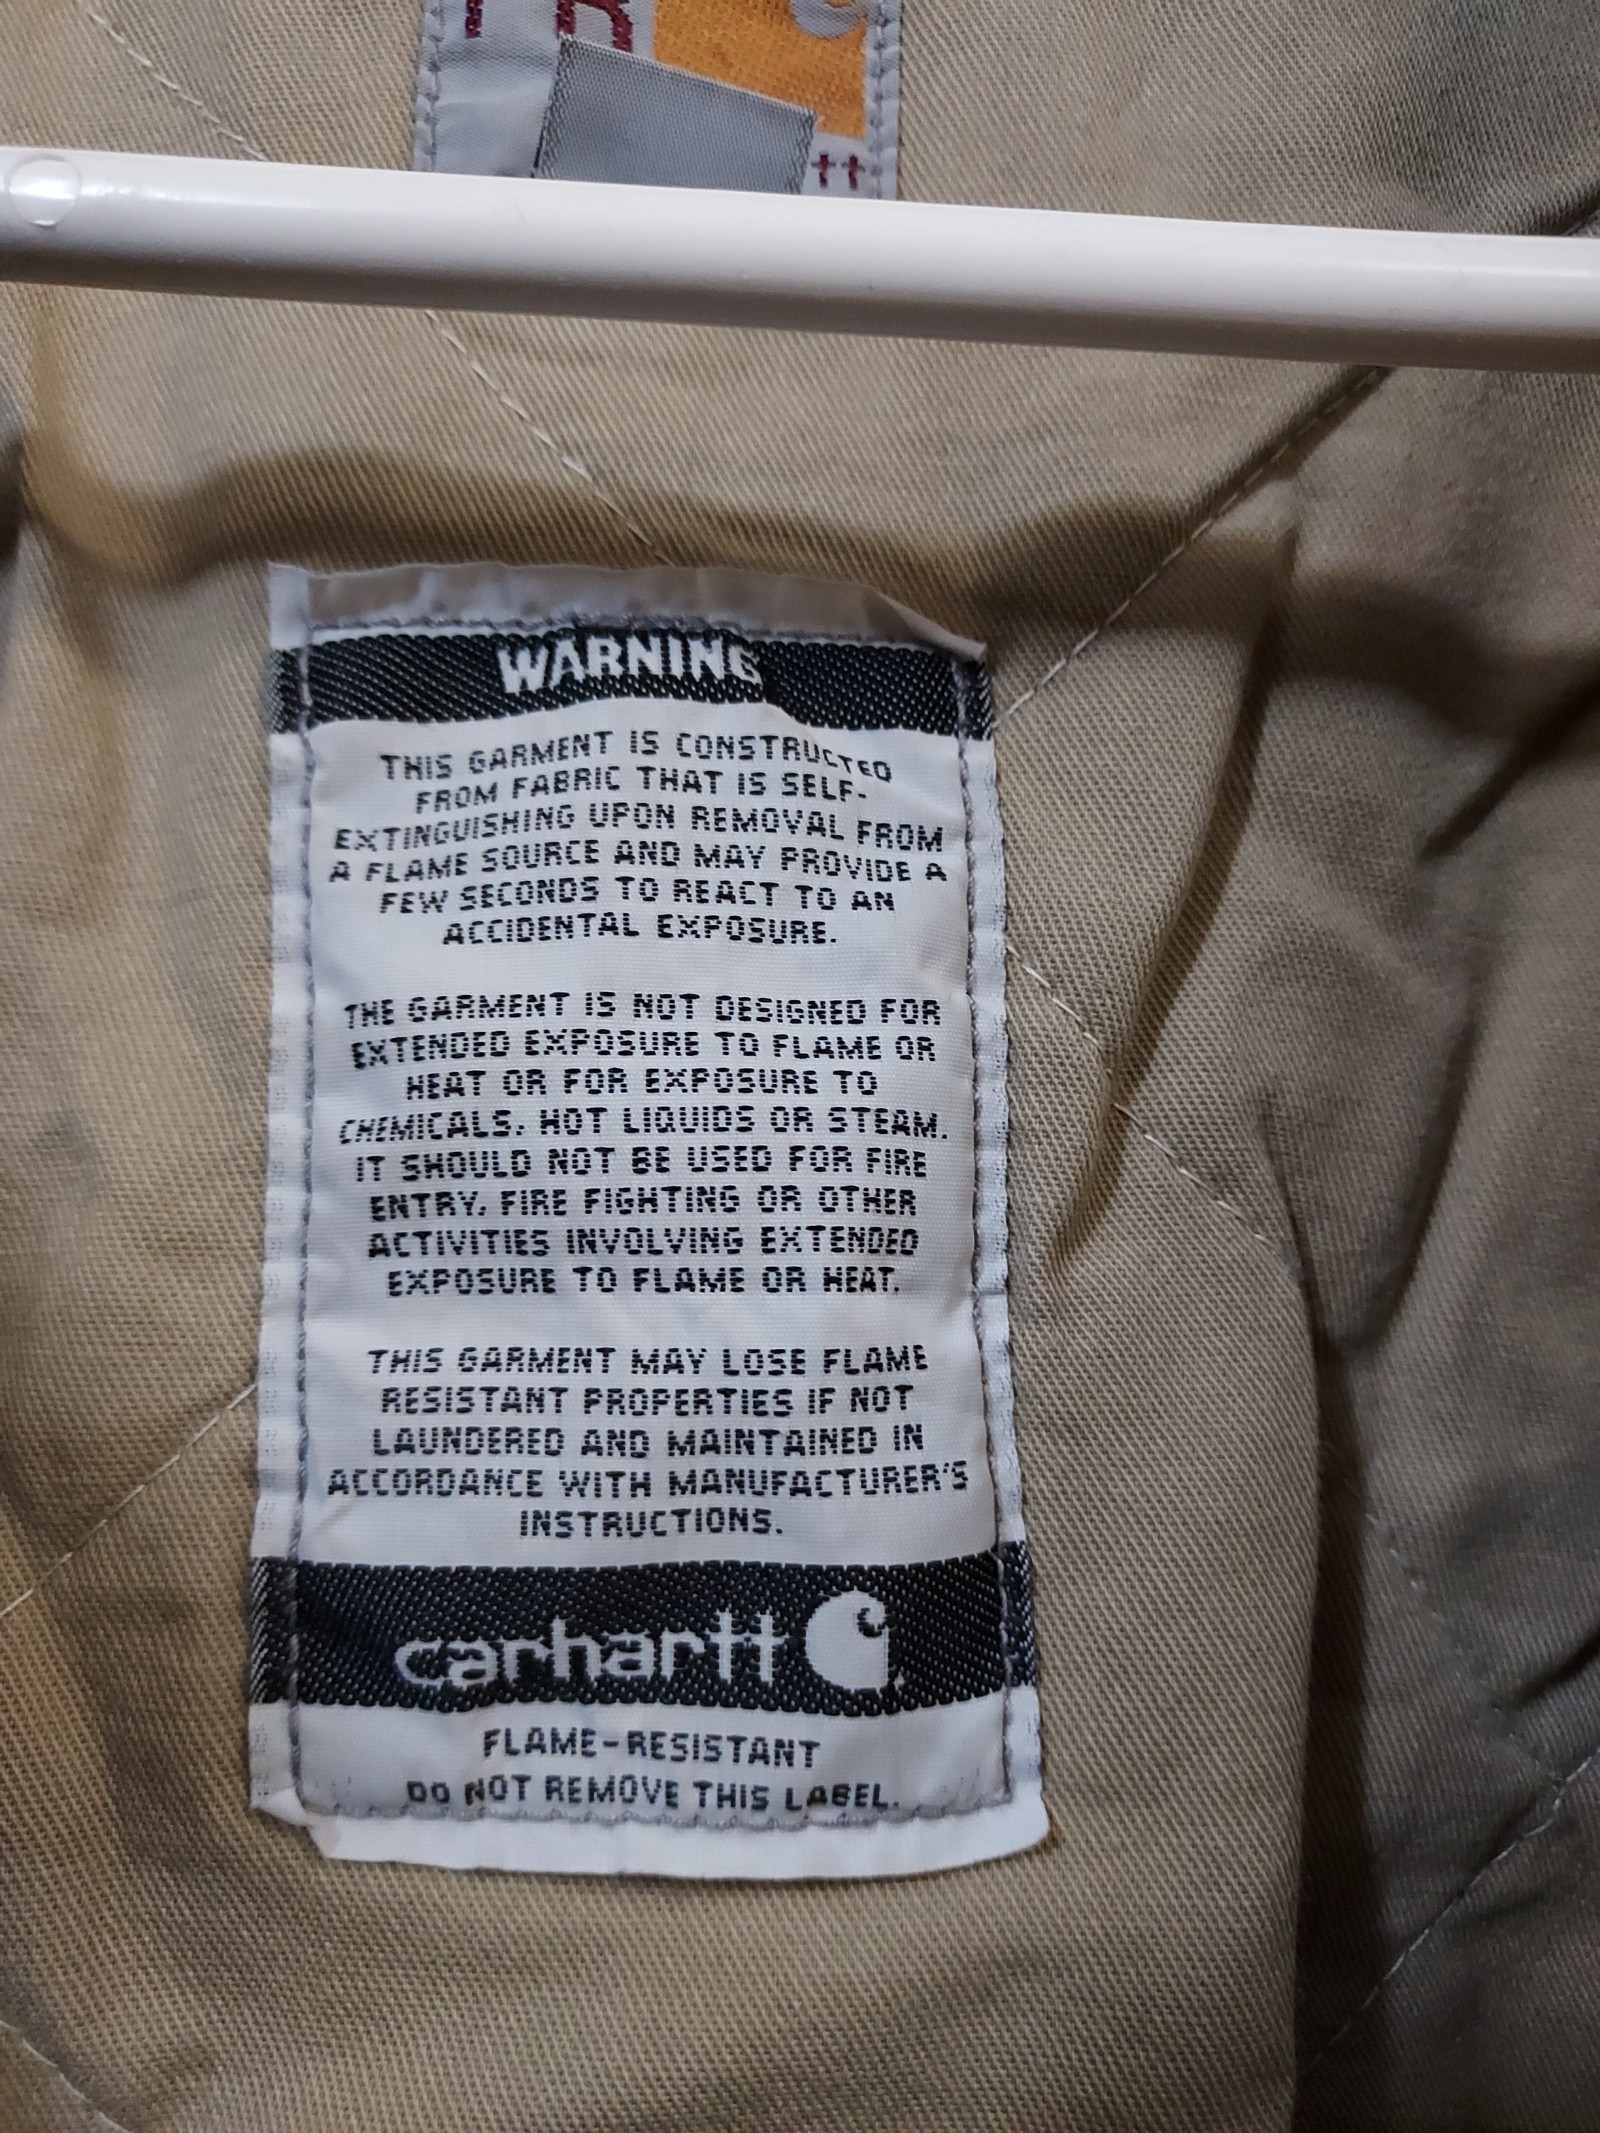 FR
tt
WARNING
THIS GARMENT IS CONSTRUCTED
FROM FABRIC THAT IS SELF-
EXTINGUISHING UPON REMOVAL FROM
A FLAME SOURCE AND MAY PROVIDE A
FEW SECONDS TO REACT TO AN
ACCIDENTAL EXPOSURE.
THE GARMENT IS NOT DESIGNED FOR
EXTENDED EXPOSURE TO FLAME OR
HEAT OR FOR EXPOSURE TO
CHEMICALS, HOT LIQUIDS OR STEAM.
IT SHOULD NOT BE USED FOR FIRE
ENTRY, FIRE FIGHTING OR OTHER
ACTIVITIES INVOLVING EXTENDED
EXPOSURE TO FLAME OR HEAT.
THIS GARMENT MAY LOSE FLAME
RESISTANT PROPERTIES IF NOT
LAUNDERED AND MAINTAINED IN
ACCORDANCE WITH MANUFACTURER'S
INSTRUCTIONS.
carhartt
FLAME-RESISTANT
DO NOT REMOVE THIS LABEL.